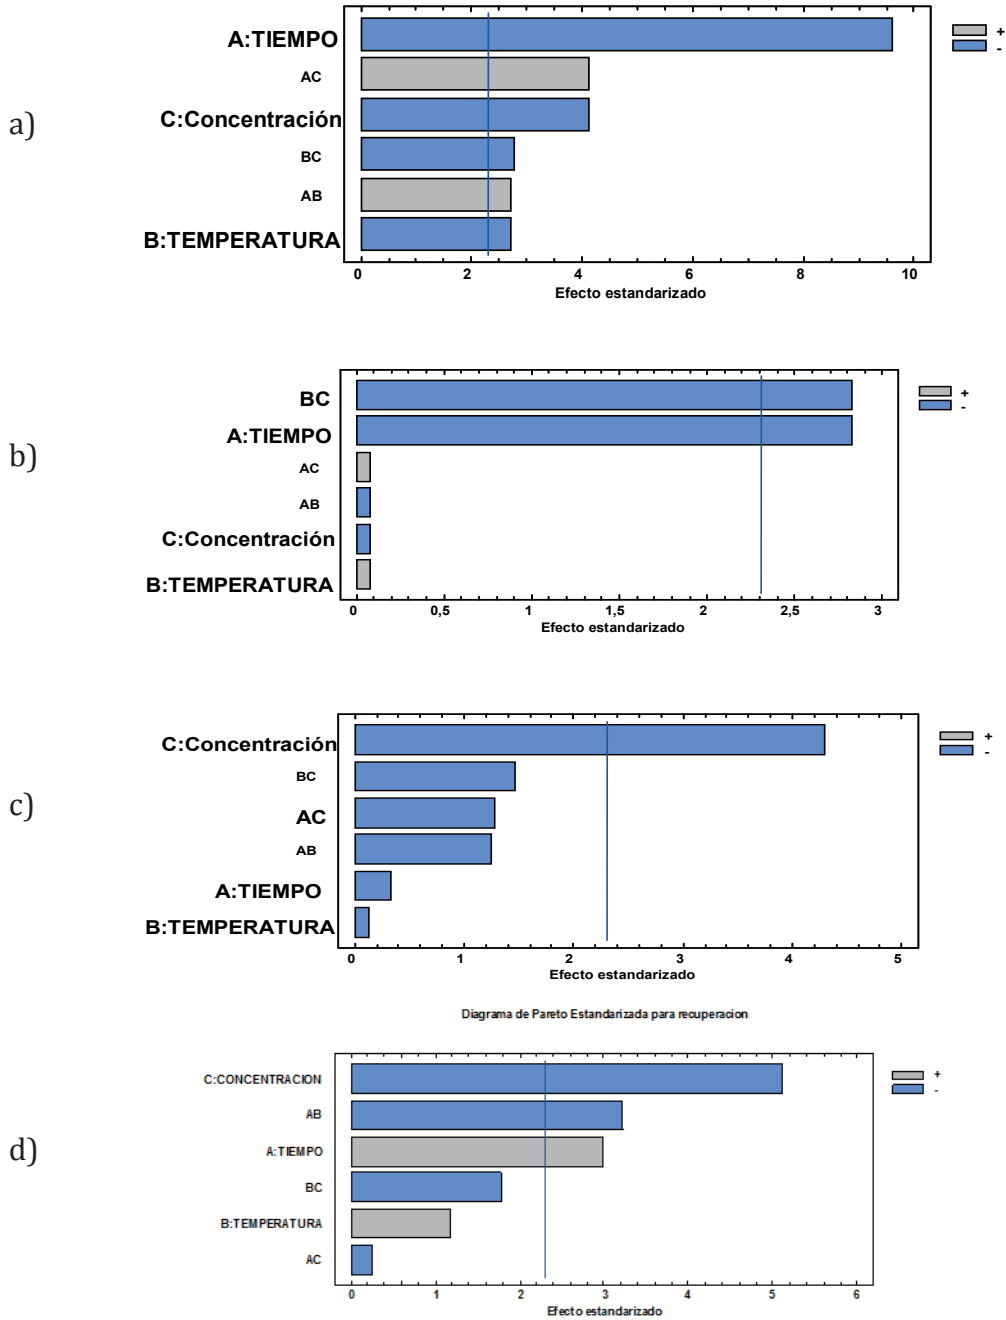 a)
A:TIEMPO
AC
C:Concentración
BC
AB
B:TEMPERATURA
0 2 4 6 8 10
Efecto estandarizado
+
-
b)
BC
A:TIEMPO
AC
AB
C:Concentración
B:TEMPERATURA
0 0,5 1 1,5 2 2,5 3
Efecto estandarizado
+
-
c)
C:Concentración
BC
AC
AB
A:TIEMPO
B:TEMPERATURA
0 1 2 3 4 5
Efecto estandarizado
+
-
Diagrama de Pareto Estandarizada para recuperacion
d)
C:CONCENTRACION
AB
A:TIEMPO
BC
B:TEMPERATURA
AC
0 1 2 3 4 5 6
Efecto estandarizado
+
-